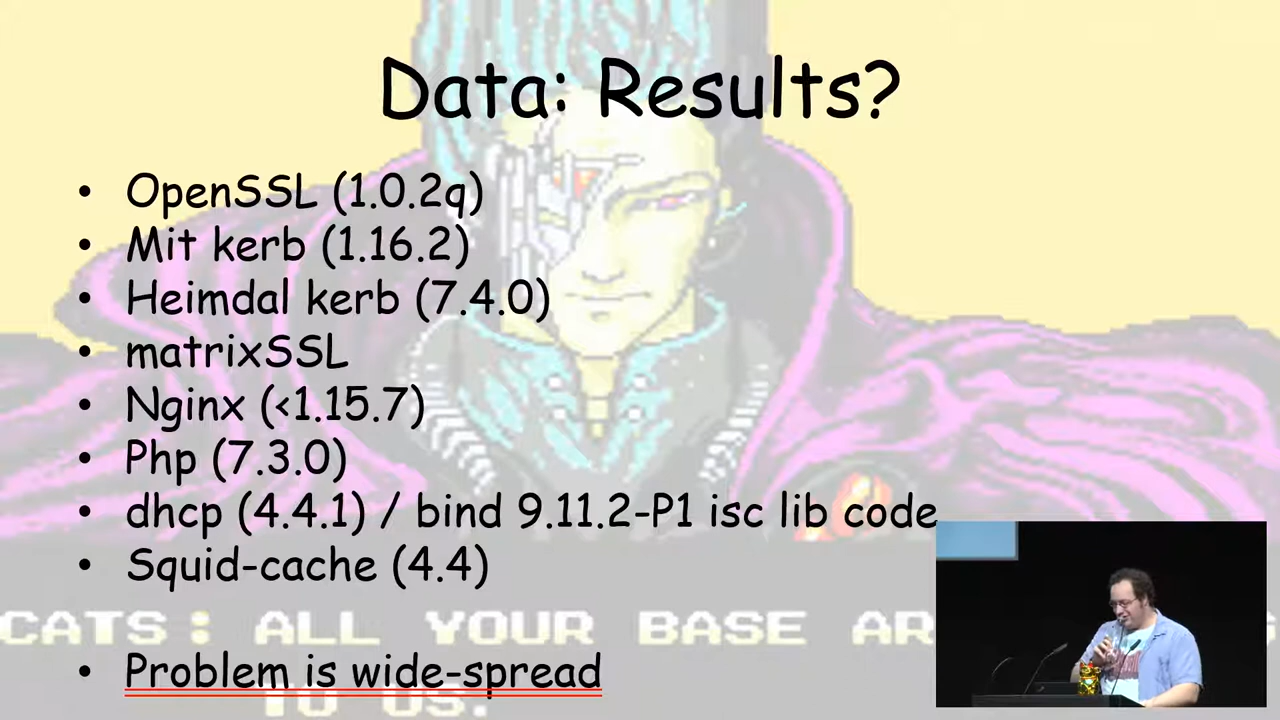 Data: Results?
• OpenSSL (1.0.2q)
• Mit kerb (1.16.2)
• Heimdal kerb (7.4.0)
• matrixSSL
• Nginx (<1.15.7)
• Php (7.3.0)
• dhcp (4.4.1) / bind 9.11.2-P1 isc lib code
• Squid-cache (4.4)
CATS: ALL YOUR BASE AR G
• Problem is wide-spread
TO US.